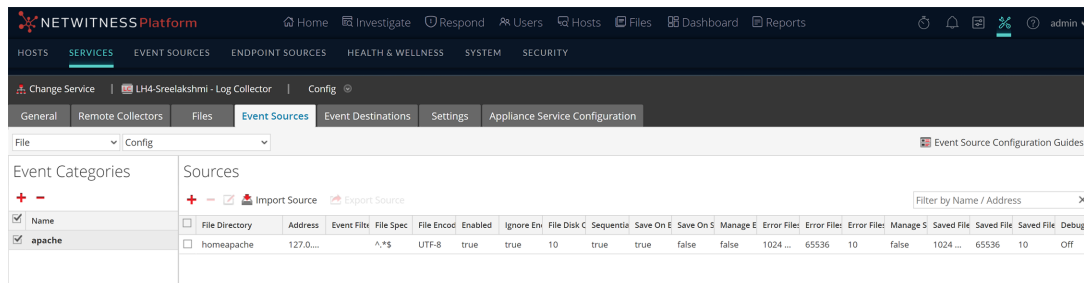 NETWITNESS Platform Home Investigate Respond Users Hosts Files Dashboard Reports admin
HOSTS SERVICES EVENT SOURCES ENDPOINT SOURCES HEALTH & WELLNESS SYSTEM SECURITY
Change Service | LC LH4-Sreelakshmi - Log Collector | Config
General Remote Collectors Files Event Sources Event Destinations Settings Appliance Service Configuration
File Config Event Source Configuration Guides
Event Categories Sources
Import Source Export Source Filter by Name / Address
Name File Directory Address Event Filte File Spec File Encod Enabled Ignore En File Disk Sequentia Save On E Save On S Manage E Error Files Error Files Error Files Manage S Saved File Saved File Saved File Debug
apache homeapache 127.0.... ^.*$ UTF-8 true true 10 true true false false 1024 ... 65536 10 false 1024 ... 65536 10 Off